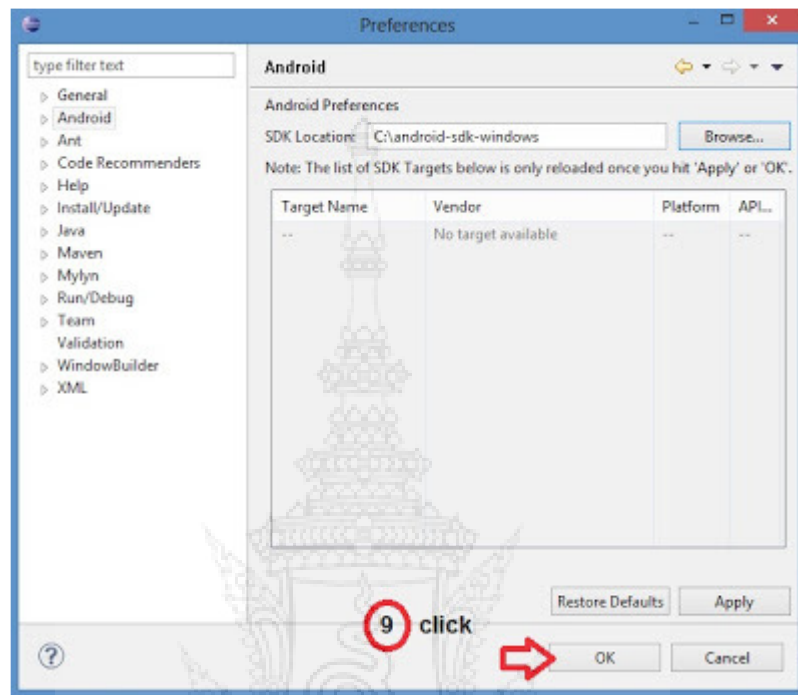 Preferences
type filter text
General
Android
Ant
Code Recommenders
Help
Install/Update
Java
Maven
Mylyn
Run/Debug
Team
Validation
WindowBuilder
XML
Android
Android Preferences
SDK Location: C:\android-sdk-windows Browse...
Note: The list of SDK Targets below is only reloaded once you hit 'Apply' or 'OK'.
Target Name Vendor Platform API...
-- No target available -- --
Restore Defaults Apply
9 click
? OK Cancel